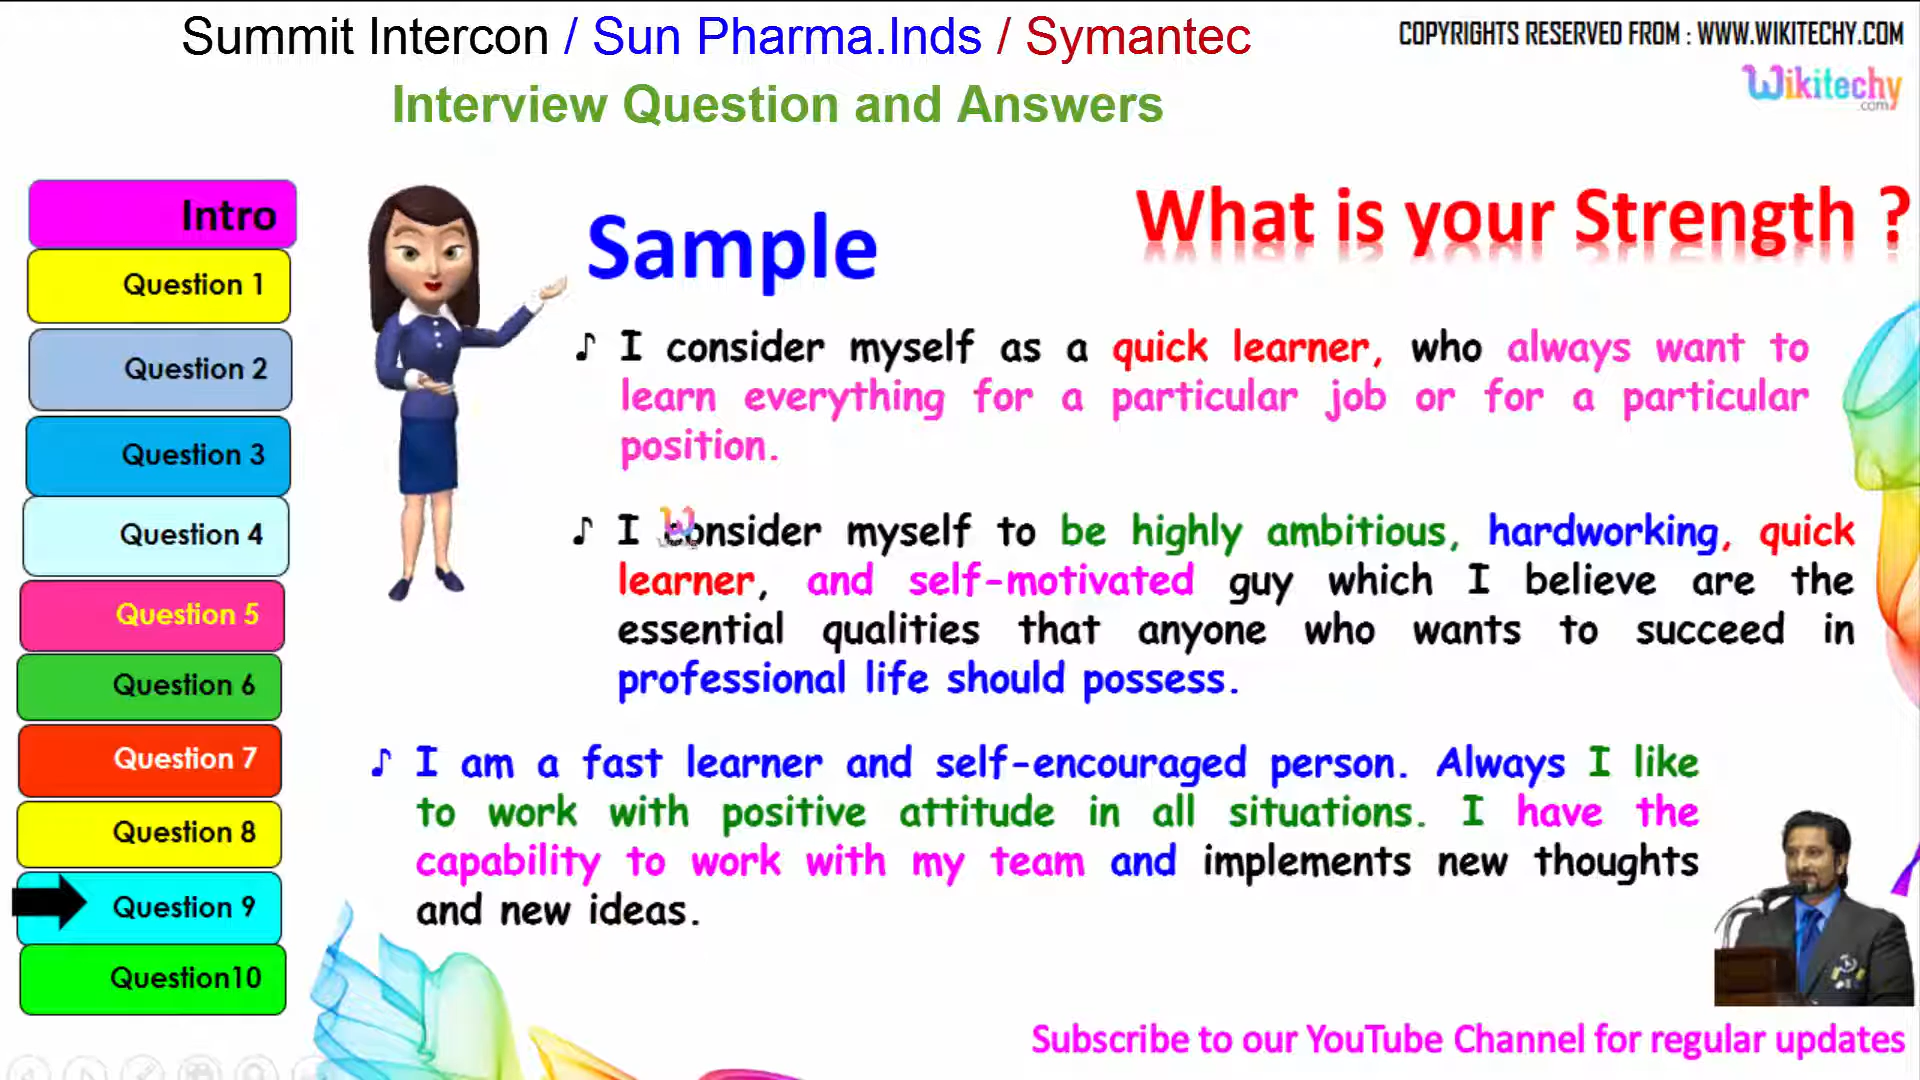 Summit Intercon / Sun Pharma.Inds / Symantec
COPYRIGHTS RESERVED FROM : WWW.WIKITECHY.COM
Wikitechy
.com
Interview Question and Answers
Intro
Question 1
Question 2
Question 3
Question 4
Question 5
Question 6
Question 7
Question 8
Question 9
Question10
Sample
What is your Strength ?
I consider myself as a quick learner, who always want to
learn everything for a particular job or for a particular
position.
I consider myself to be highly ambitious, hardworking, quick
learner, and self-motivated guy which I believe are the
essential qualities that anyone who wants to succeed in
professional life should possess.
I am a fast learner and self-encouraged person. Always I like
to work with positive attitude in all situations. I have the
capability to work with my team and implements new thoughts
and new ideas.
Subscribe to our YouTube Channel for regular updates